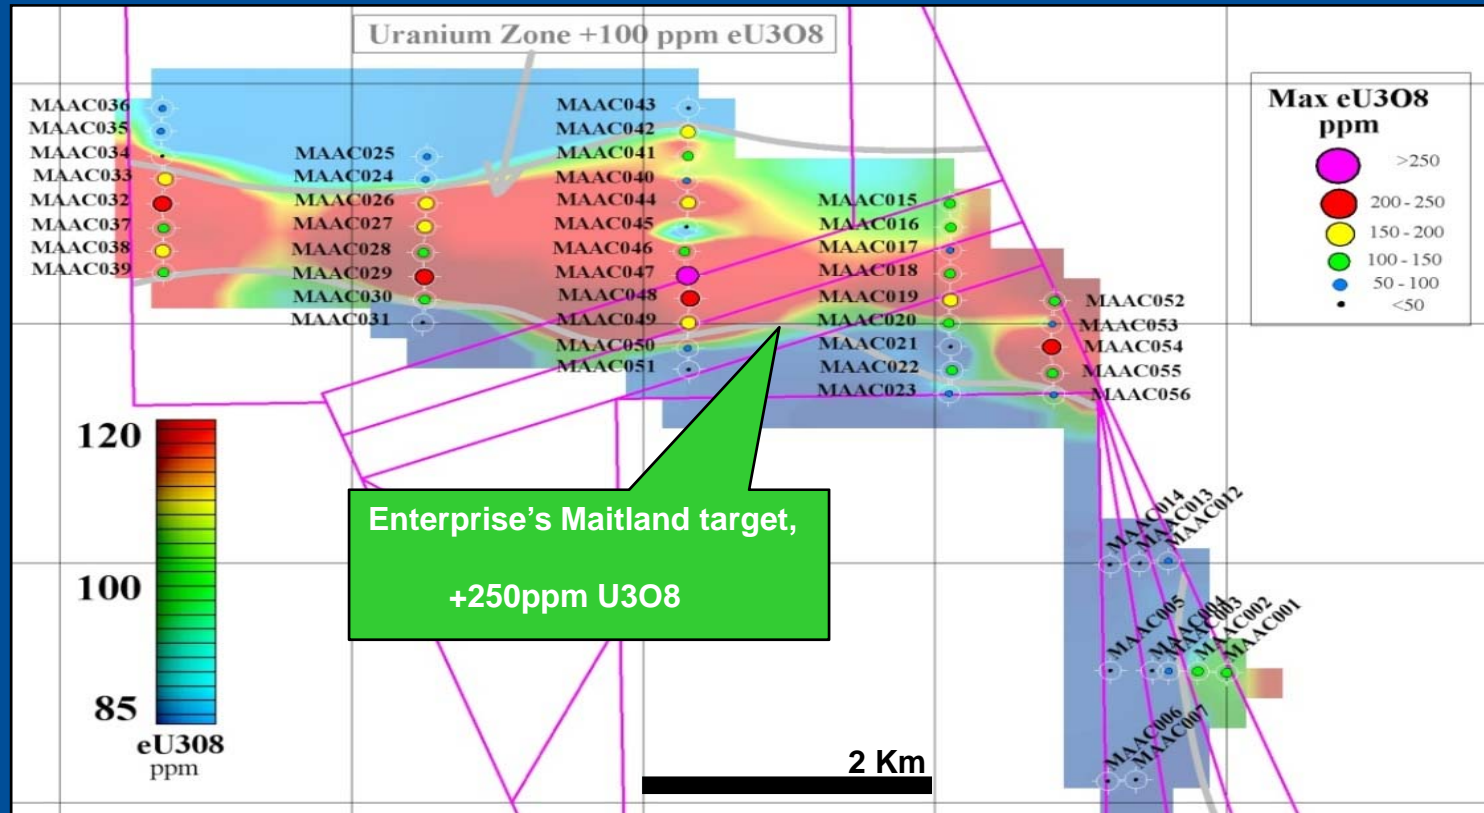 Uranium Zone +100 ppm eU3O8
MAAC036
MAAC035
MAAC034
MAAC033
MAAC032
MAAC037
MAAC038
MAAC039
MAAC025
MAAC024
MAAC026
MAAC027
MAAC028
MAAC029
MAAC030
MAAC031
MAAC043
MAAC042
MAAC041
MAAC040
MAAC044
MAAC045
MAAC046
MAAC047
MAAC048
MAAC049
MAAC050
MAAC051
MAAC015
MAAC016
MAAC017
MAAC018
MAAC019
MAAC020
MAAC021
MAAC022
MAAC023
MAAC052
MAAC053
MAAC054
MAAC055
MAAC056
Max eU3O8
ppm
>250
200 - 250
150 - 200
100 - 150
50 - 100
<50
120
100
85
eU308
ppm
Enterprise's Maitland target,
+250ppm U3O8
MAAC014
MAAC013
MAAC012
MAAC005
MAAC004
MAAC003
MAAC002
MAAC001
MAAC006
MAAC007
2 Km